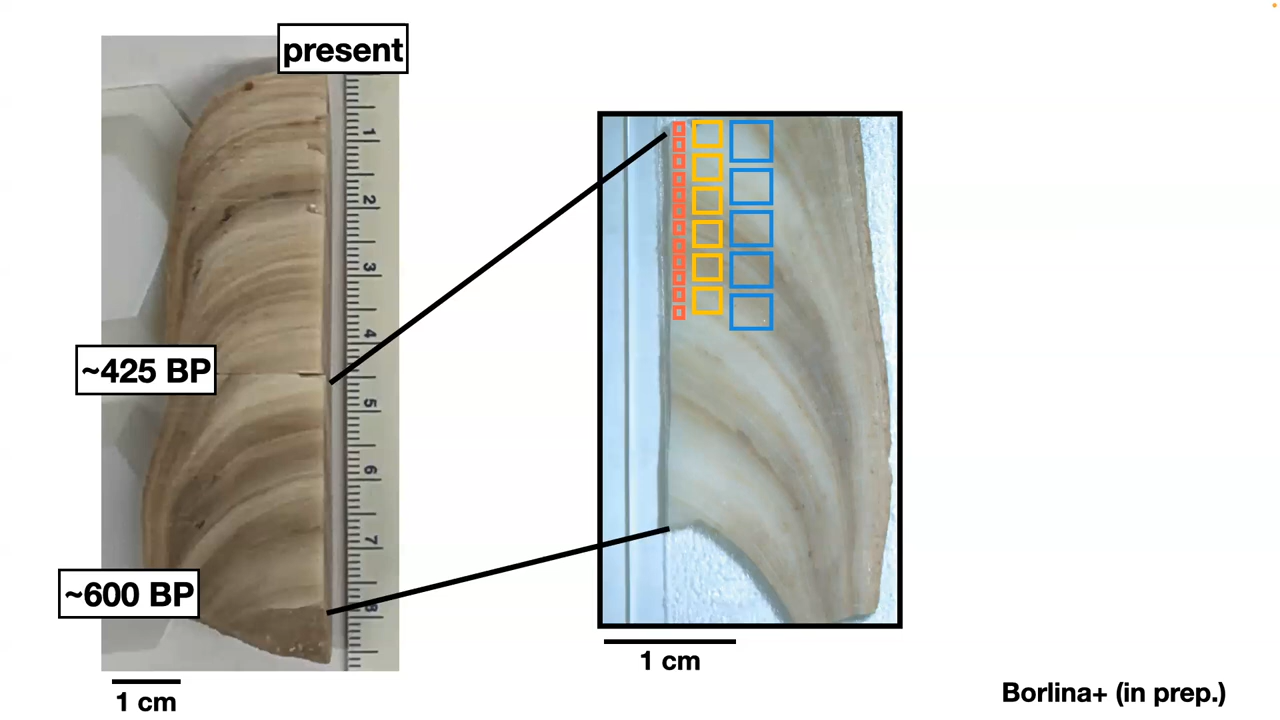 present
1
2
3
4
~425 BP
5
6
7
~600 BP
8
1 cm
1 cm
Borlina+ (in prep.)